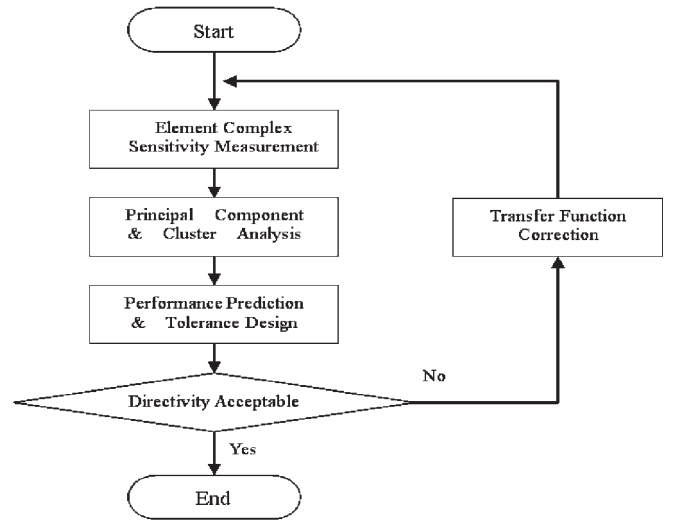 Start
Element Complex
Sensitivity Measurement
Principal Component
& Cluster Analysis
Transfer Function
Correction
Performance Prediction
& Tolerance Design
No
Directivity Acceptable
Yes
End